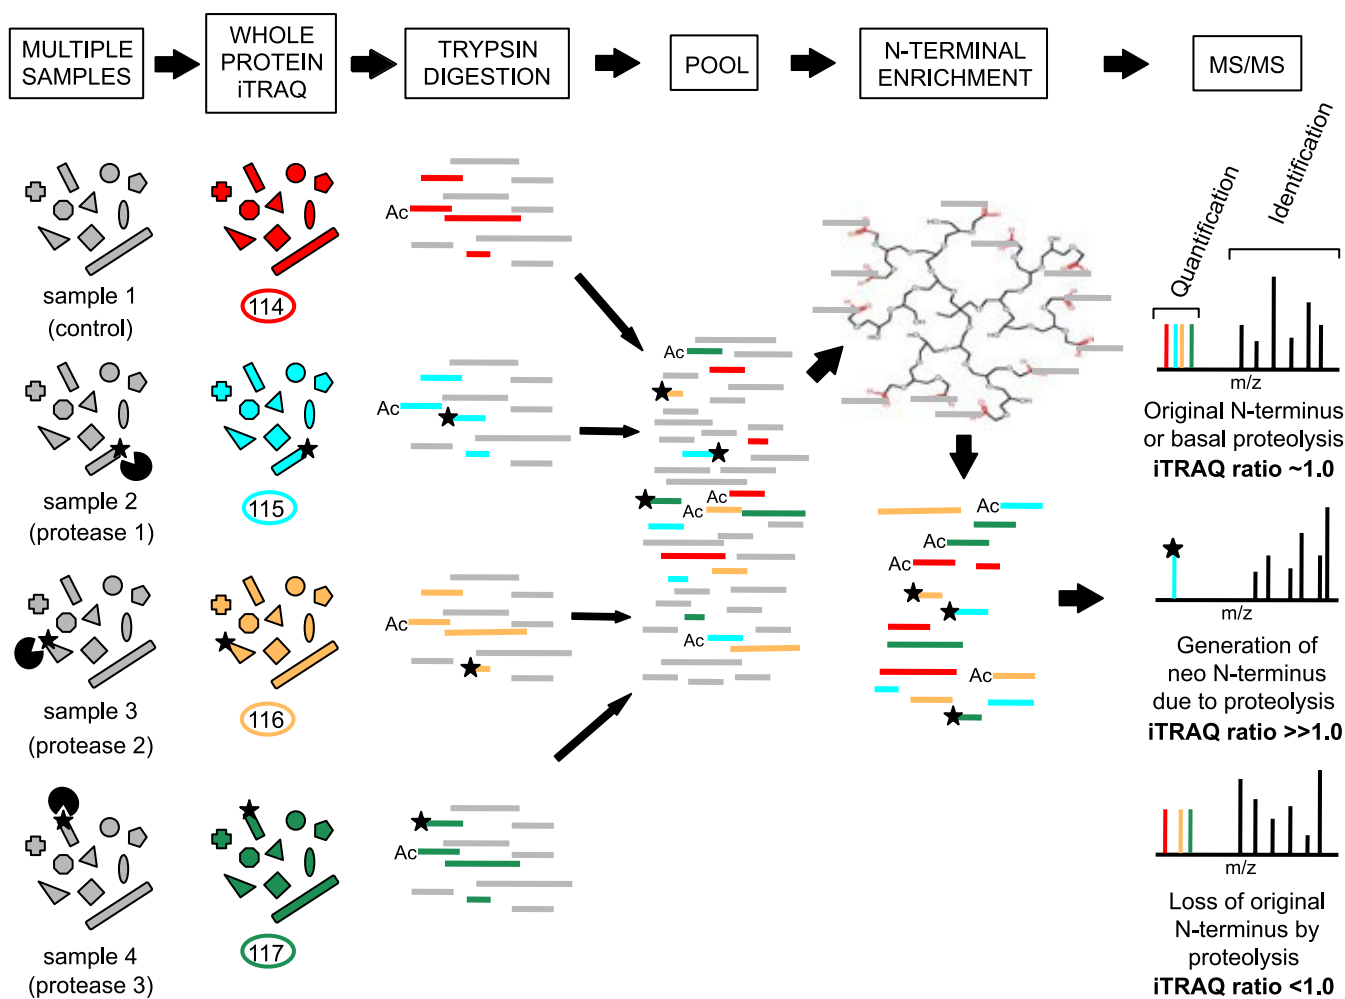 MULTIPLE
SAMPLES
WHOLE
PROTEIN
iTRAQ
TRYPSIN
DIGESTION
POOL
N-TERMINAL
ENRICHMENT
MS/MS
sample 1
(control)
114
Ac
sample 2
(protease 1)
115
Ac
sample 3
(protease 2)
116
Ac
sample 4
(protease 3)
117
Ac
Ac
Ac
Ac
Ac
Ac
Ac
Ac
Ac
Quantification
Identification
m/z
Original N-terminus
or basal proteolysis
iTRAQ ratio ~1.0
m/z
Generation of
neo N-terminus
due to proteolysis
iTRAQ ratio >>1.0
m/z
Loss of original
N-terminus by
proteolysis
iTRAQ ratio <1.0